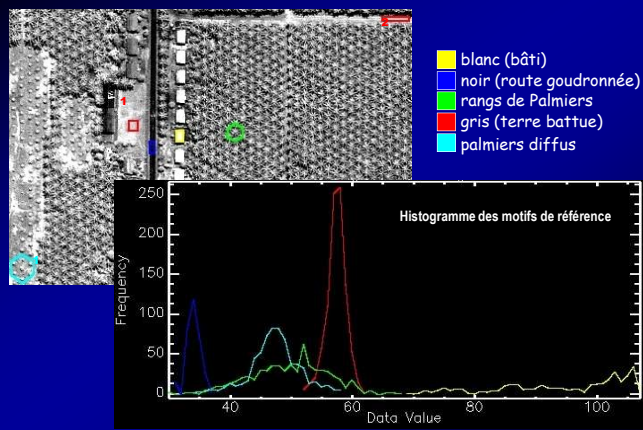 1
2
blanc (bâti)
noir (route goudronnée)
rangs de Palmiers
gris (terre battue)
palmiers diffus
Histogramme des motifs de référence
Frequency
250
200
150
100
50
0
40 60 80 100
Data Value